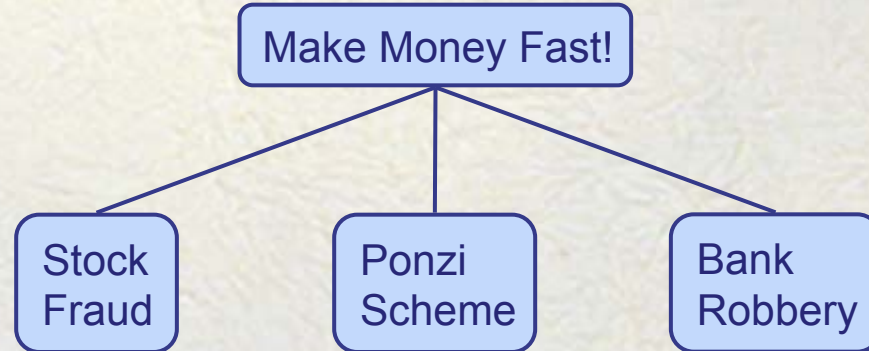 Make Money Fast!
Stock
Fraud
Ponzi
Scheme
Bank
Robbery